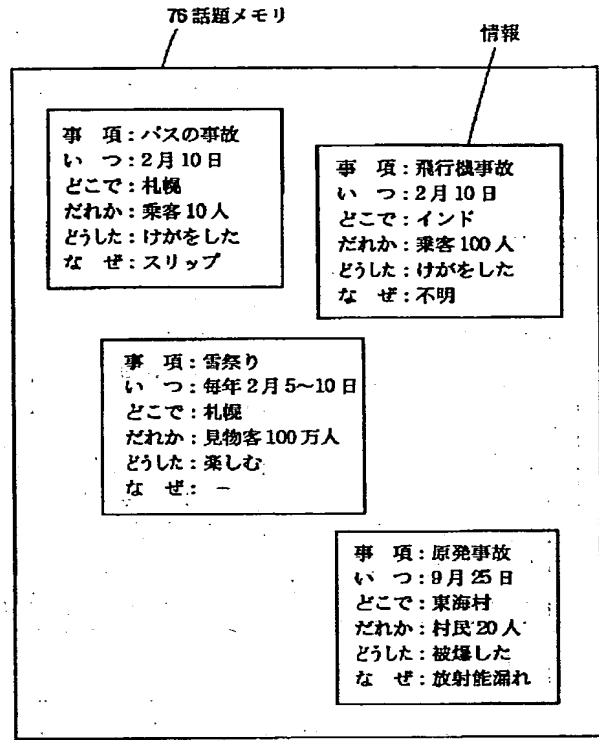 76 話題メモリ
情報
事 項：バスの事故
い つ：2月10日
どこで：札幌
だれか：乗客10人
どうした：けがをした
な ぜ：スリップ
事 項：飛行機事故
い つ：2月10日
どこで：インド
だれか：乗客100人
どうした：けがをした
な ぜ：不明
事 項：雪祭り
い つ：毎年2月5~10日
どこで：札幌
だれか：見物客100万人
どうした：楽しむ
な ぜ： －
事 項：原発事故
い つ：9月25日
どこで：東海村
だれか：村民20人
どうした：被爆した
な ぜ：放射能漏れ